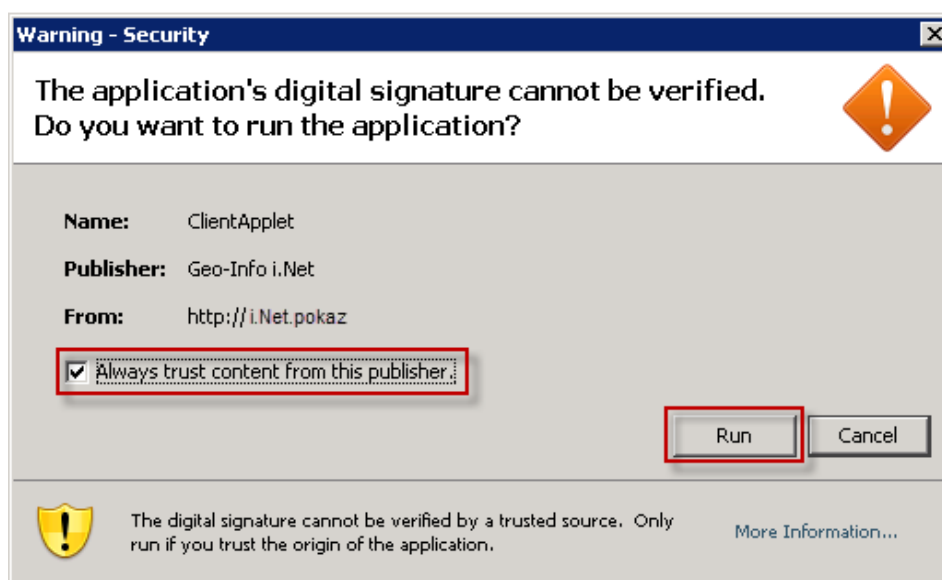 Warning - Security
The application's digital signature cannot be verified.
Do you want to run the application?
Name: ClientApplet
Publisher: Geo-Info i.Net
From: http://i.Net.pokaz
Always trust content from this publisher.
Run Cancel
The digital signature cannot be verified by a trusted source. Only
run if you trust the origin of the application.
More Information...